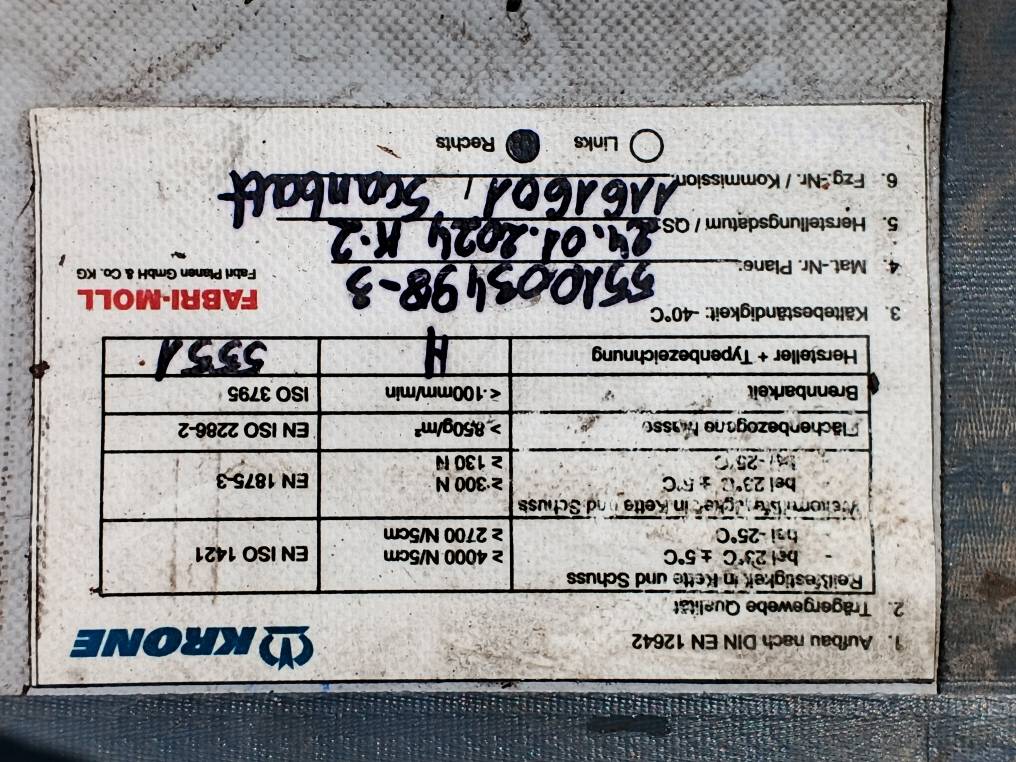 1. Aufbau nach DIN EN 12642
KRONE
2. Trägergewebe Qualität
Reißfestigkeit in Kette und Schuss
- bei 23°C ± 5°C ≥ 4000 N/5cm EN ISO 1421
- bei -25°C ≥ 2700 N/5cm
Weiterreißfestigkeit in Kette und Schuss
- bei 23°C ± 5°C ≥ 300 N EN 1875-3
- bei -25°C ≥ 130 N
Flächenbezogene Masse > 850g/m² EN ISO 2286-2
Brennbarkeit < 100mm/min ISO 3795
Hersteller + Typenbezeichnung H 5351
3. Kältebeständigkeit: -40°C
FABRI-MOLL
Fabri Planen GmbH & Co. KG
4. Mat.-Nr. Plane: 551003498-3
5. Herstellungsdatum / QS 24.01.2024 K-2
6. Fzg.-Nr. / Kommission: 1161601 /
Links Rechts